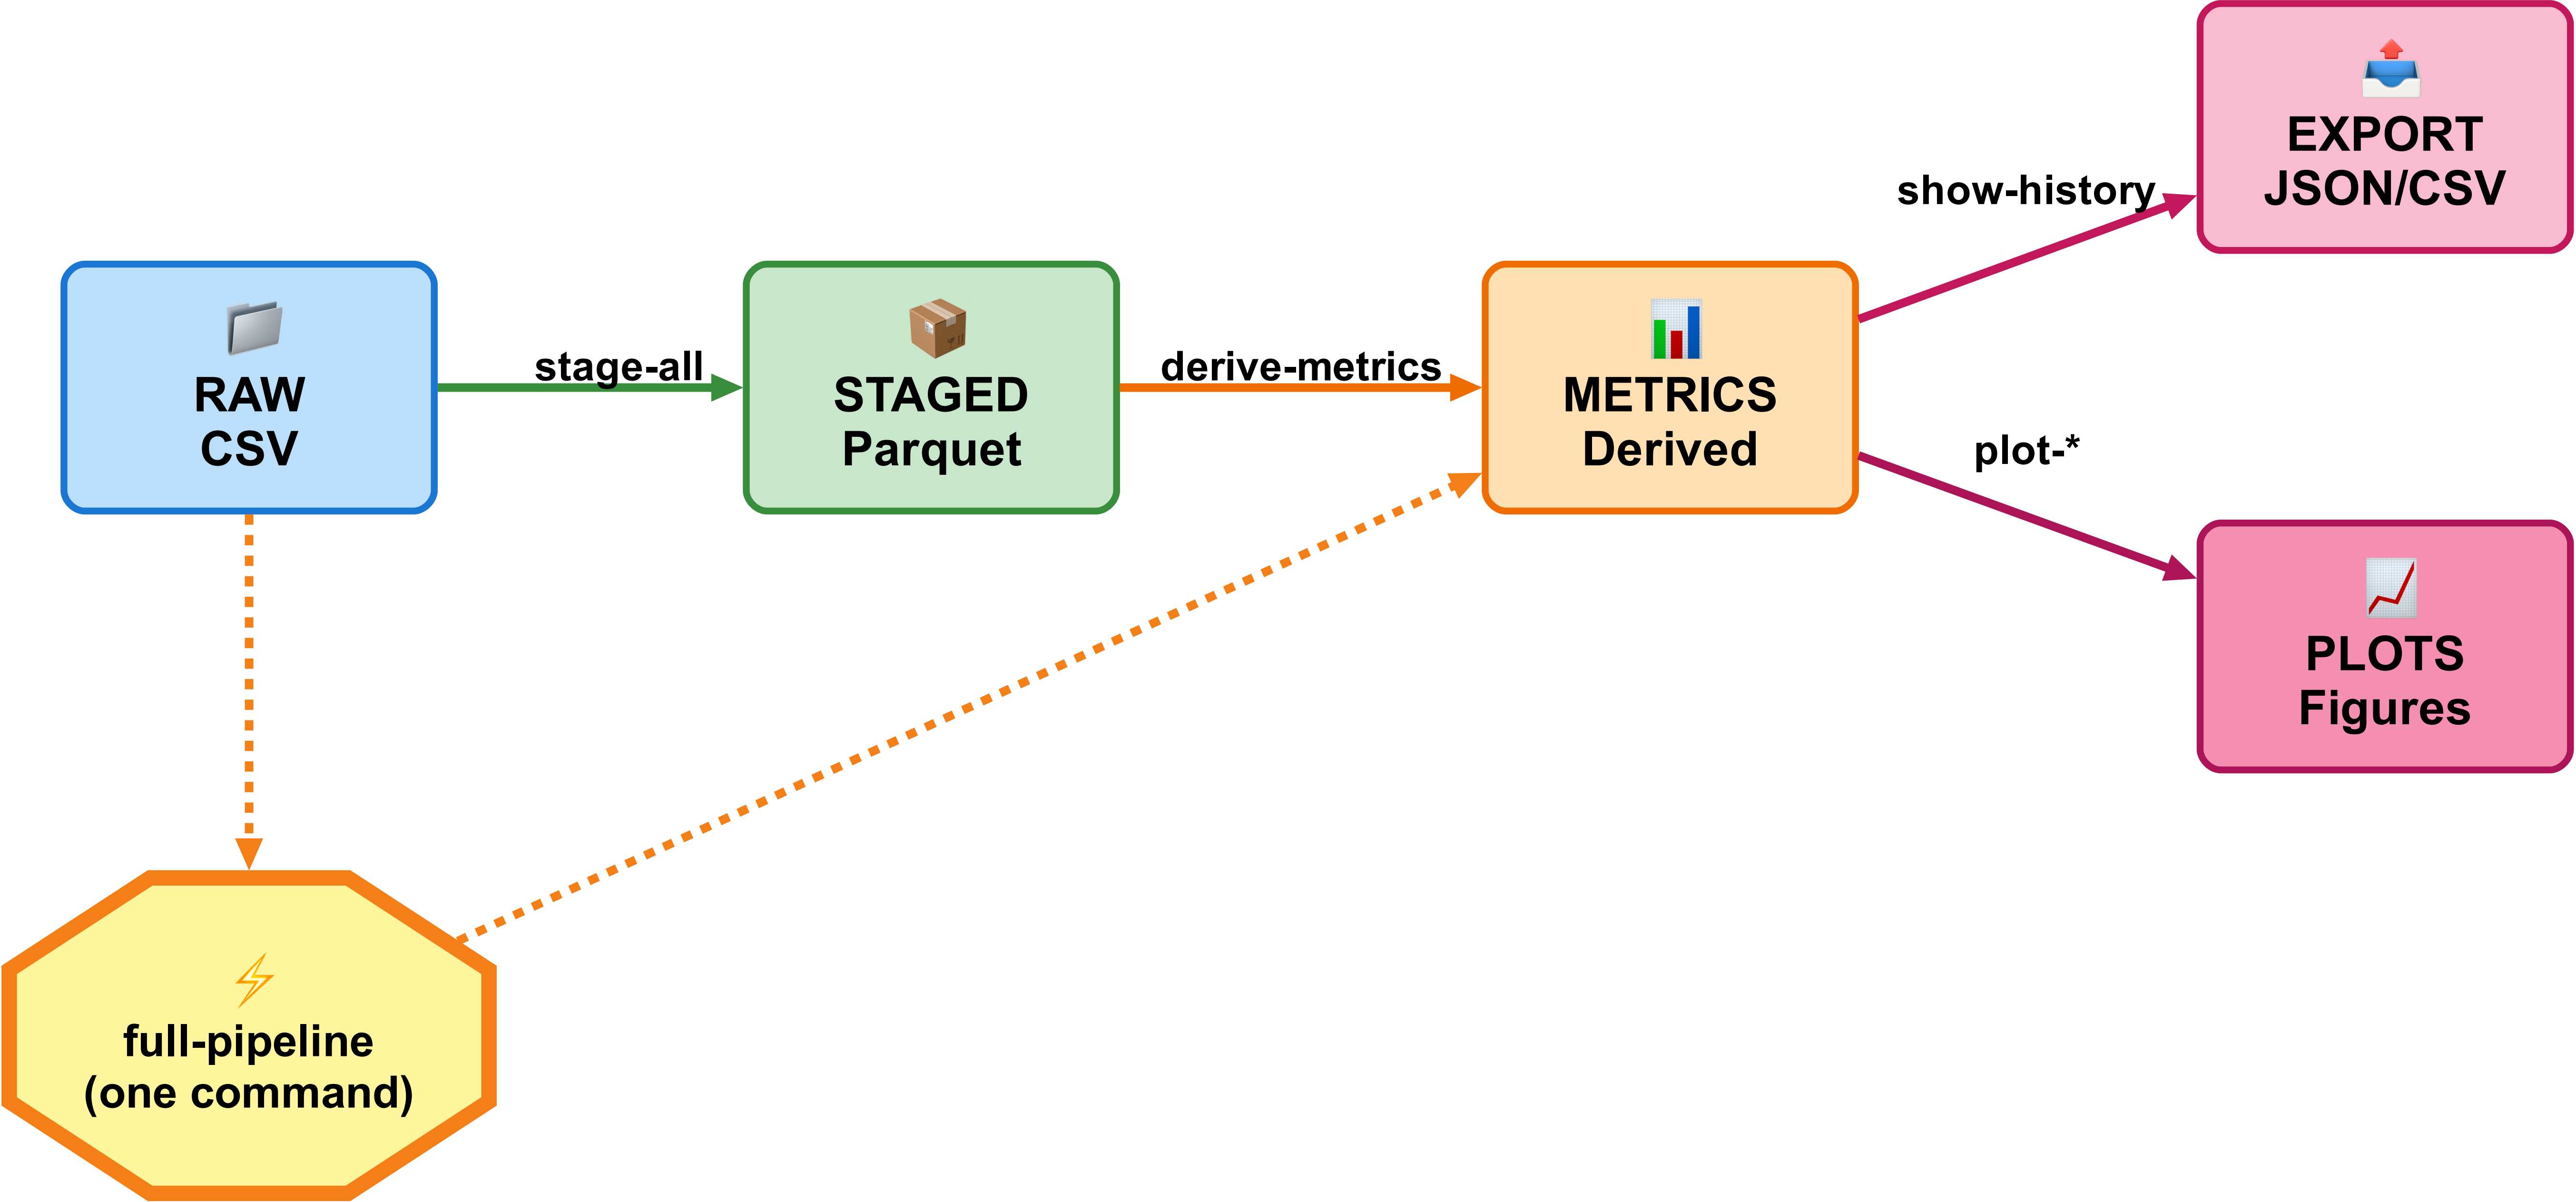 RAW
CSV
stage-all
STAGED
Parquet
derive-metrics
METRICS
Derived
show-history
EXPORT
JSON/CSV
plot-*
PLOTS
Figures
full-pipeline
(one command)